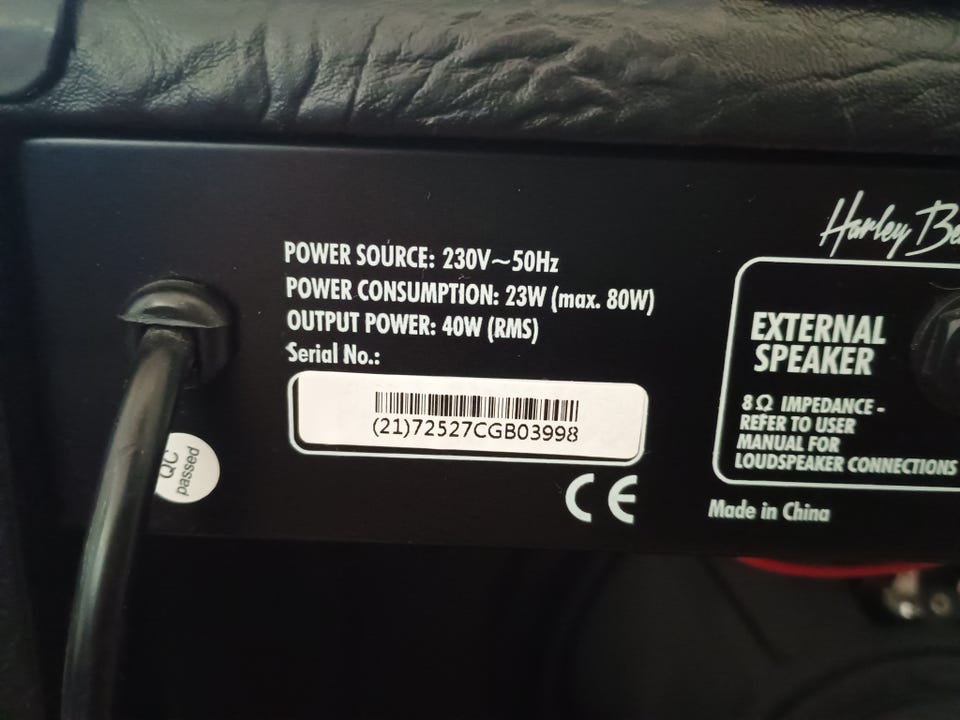 Harley
POWER SOURCE: 230V~50Hz
POWER CONSUMPTION: 23W (max. 80W)
OUTPUT POWER: 40W (RMS)
Serial No.:
(21)72527CGB03998
QC
passed
CE
EXTERNAL
SPEAKER
8Ω IMPEDANCE -
REFER TO USER
MANUAL FOR
LOUDSPEAKER CONNECTIONS
Made in China